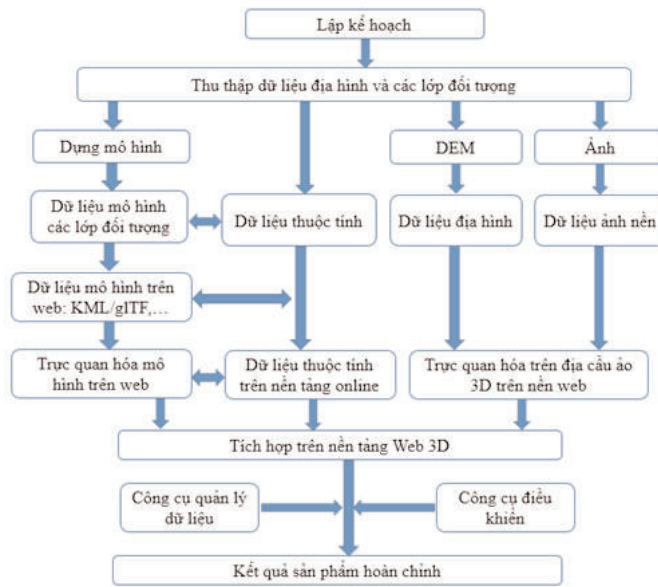 Lập kế hoạch
Thu thập dữ liệu địa hình và các lớp đối tượng
Dựng mô hình
DEM
Ảnh
Dữ liệu mô hình
các lớp đối tượng
Dữ liệu thuộc tính
Dữ liệu địa hình
Dữ liệu ảnh nền
Dữ liệu mô hình trên
web: KML/glTF,...
Trực quan hóa mô
hình trên web
Dữ liệu thuộc tính
trên nền tảng online
Trực quan hóa trên địa cầu ảo
3D trên nền web
Tích hợp trên nền tảng Web 3D
Công cụ quản lý
dữ liệu
Công cụ điều
khiển
Kết quả sản phẩm hoàn chỉnh